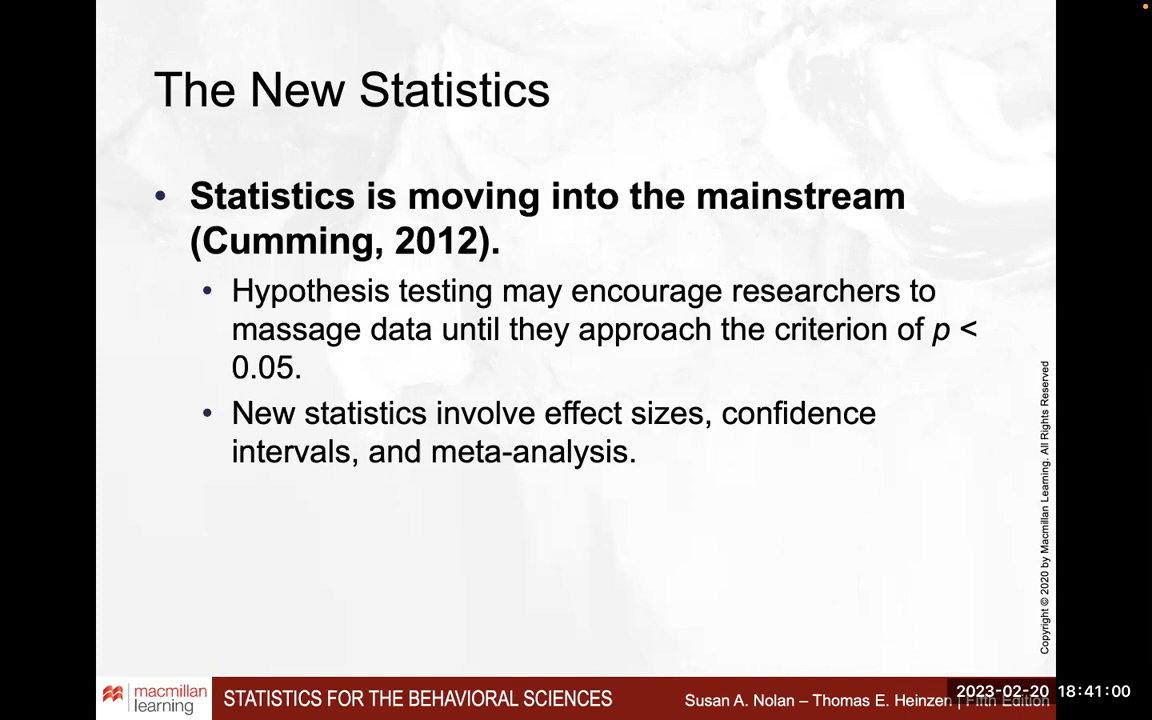 The New Statistics
• Statistics is moving into the mainstream
(Cumming, 2012).
• Hypothesis testing may encourage researchers to
massage data until they approach the criterion of p <
0.05.
• New statistics involve effect sizes, confidence
intervals, and meta-analysis.
Copyright © 2020 by Macmillan Learning. All Rights Reserved
macmillan
learning
STATISTICS FOR THE BEHAVIORAL SCIENCES
Susan A. Nolan – Thomas E. Heinzen | Fifth Edition
2023-02-20 18:41:00